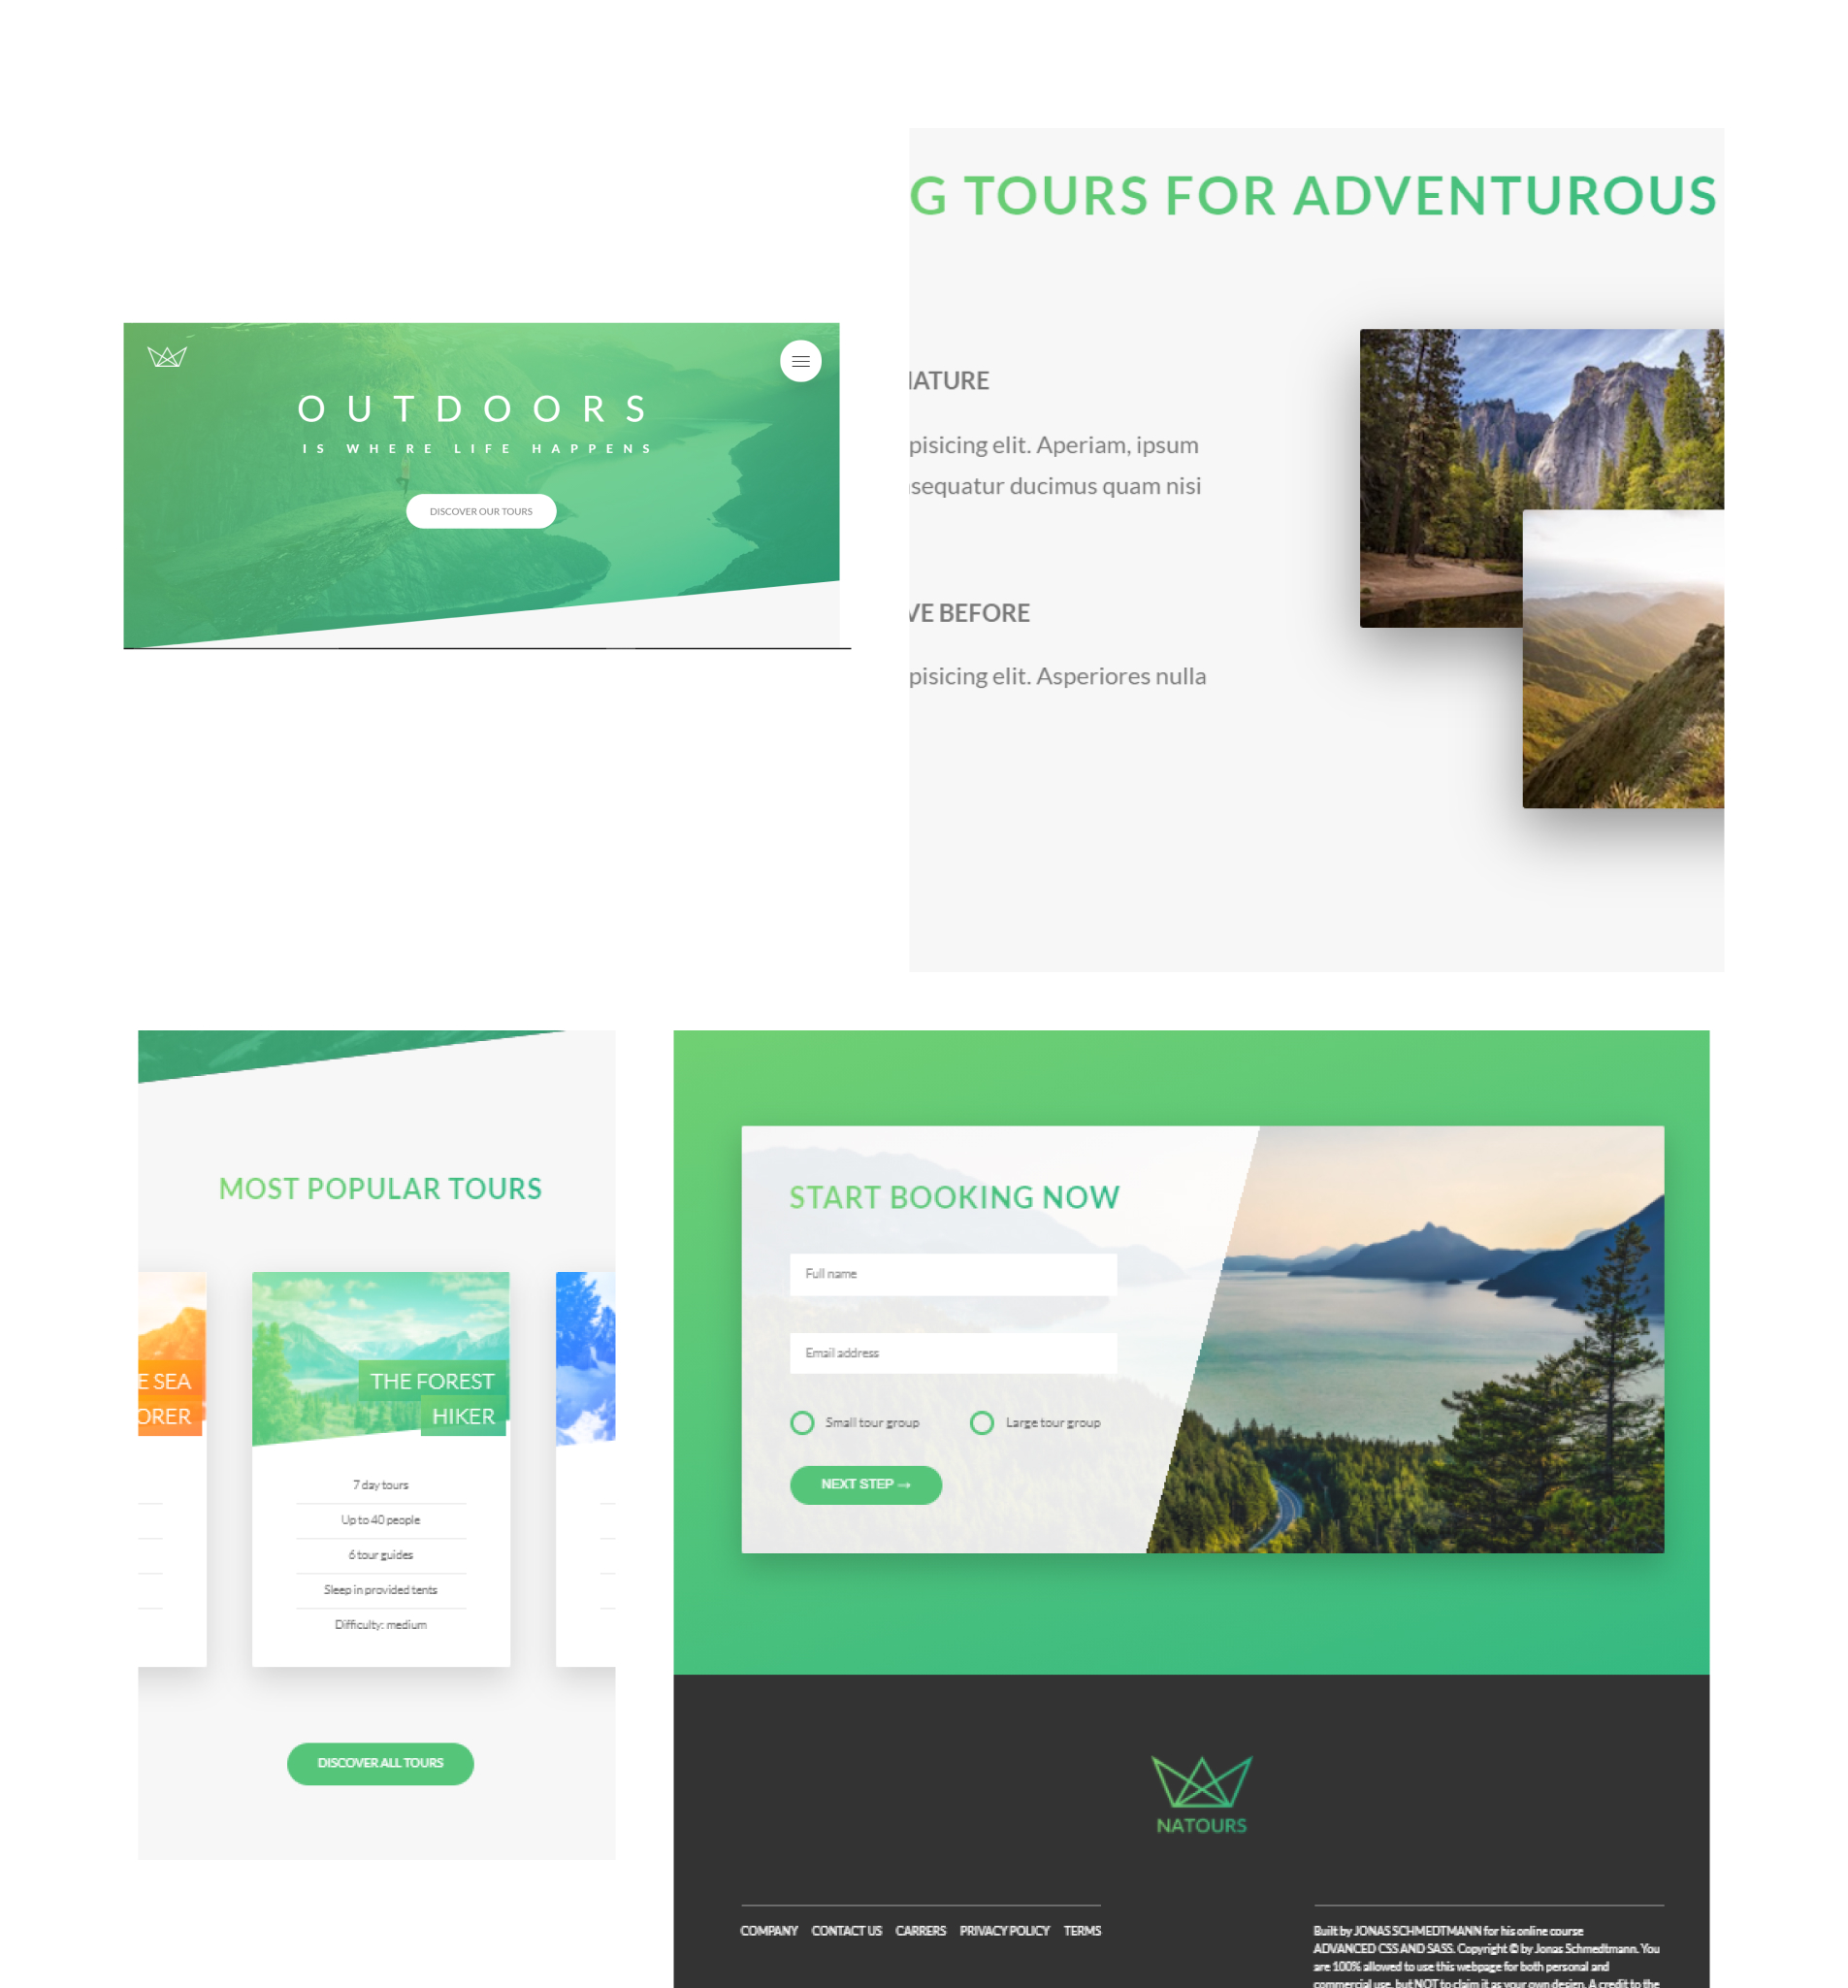 OUTDOORS
IS WHERE LIFE HAPPENS
DISCOVER OUR TOURS
G TOURS FOR ADVENTUROUS
NATURE
pisicing elit. Aperiam, ipsum
nsequatur ducimus quam nisi
VE BEFORE
pisicing elit. Asperiores nulla
MOST POPULAR TOURS
E SEA
ORER
THE FOREST
HIKER
7 day tours
Up to 40 people
6 tour guides
Sleep in provided tents
Difficulty: medium
DISCOVER ALL TOURS
START BOOKING NOW
Full name
Email address
Small tour group
Large tour group
NEXT STEP →
NATOURS
COMPANY CONTACT US CARRERS PRIVACY POLICY TERMS
Built by JONAS SCHMEDTMANN for his online course
ADVANCED CSS AND SASS. Copyright © by Jonas Schmedtmann. You
are 100% allowed to use this webpage for both personal and
commercial use, but NOT to claim it as your own design. A credit to the